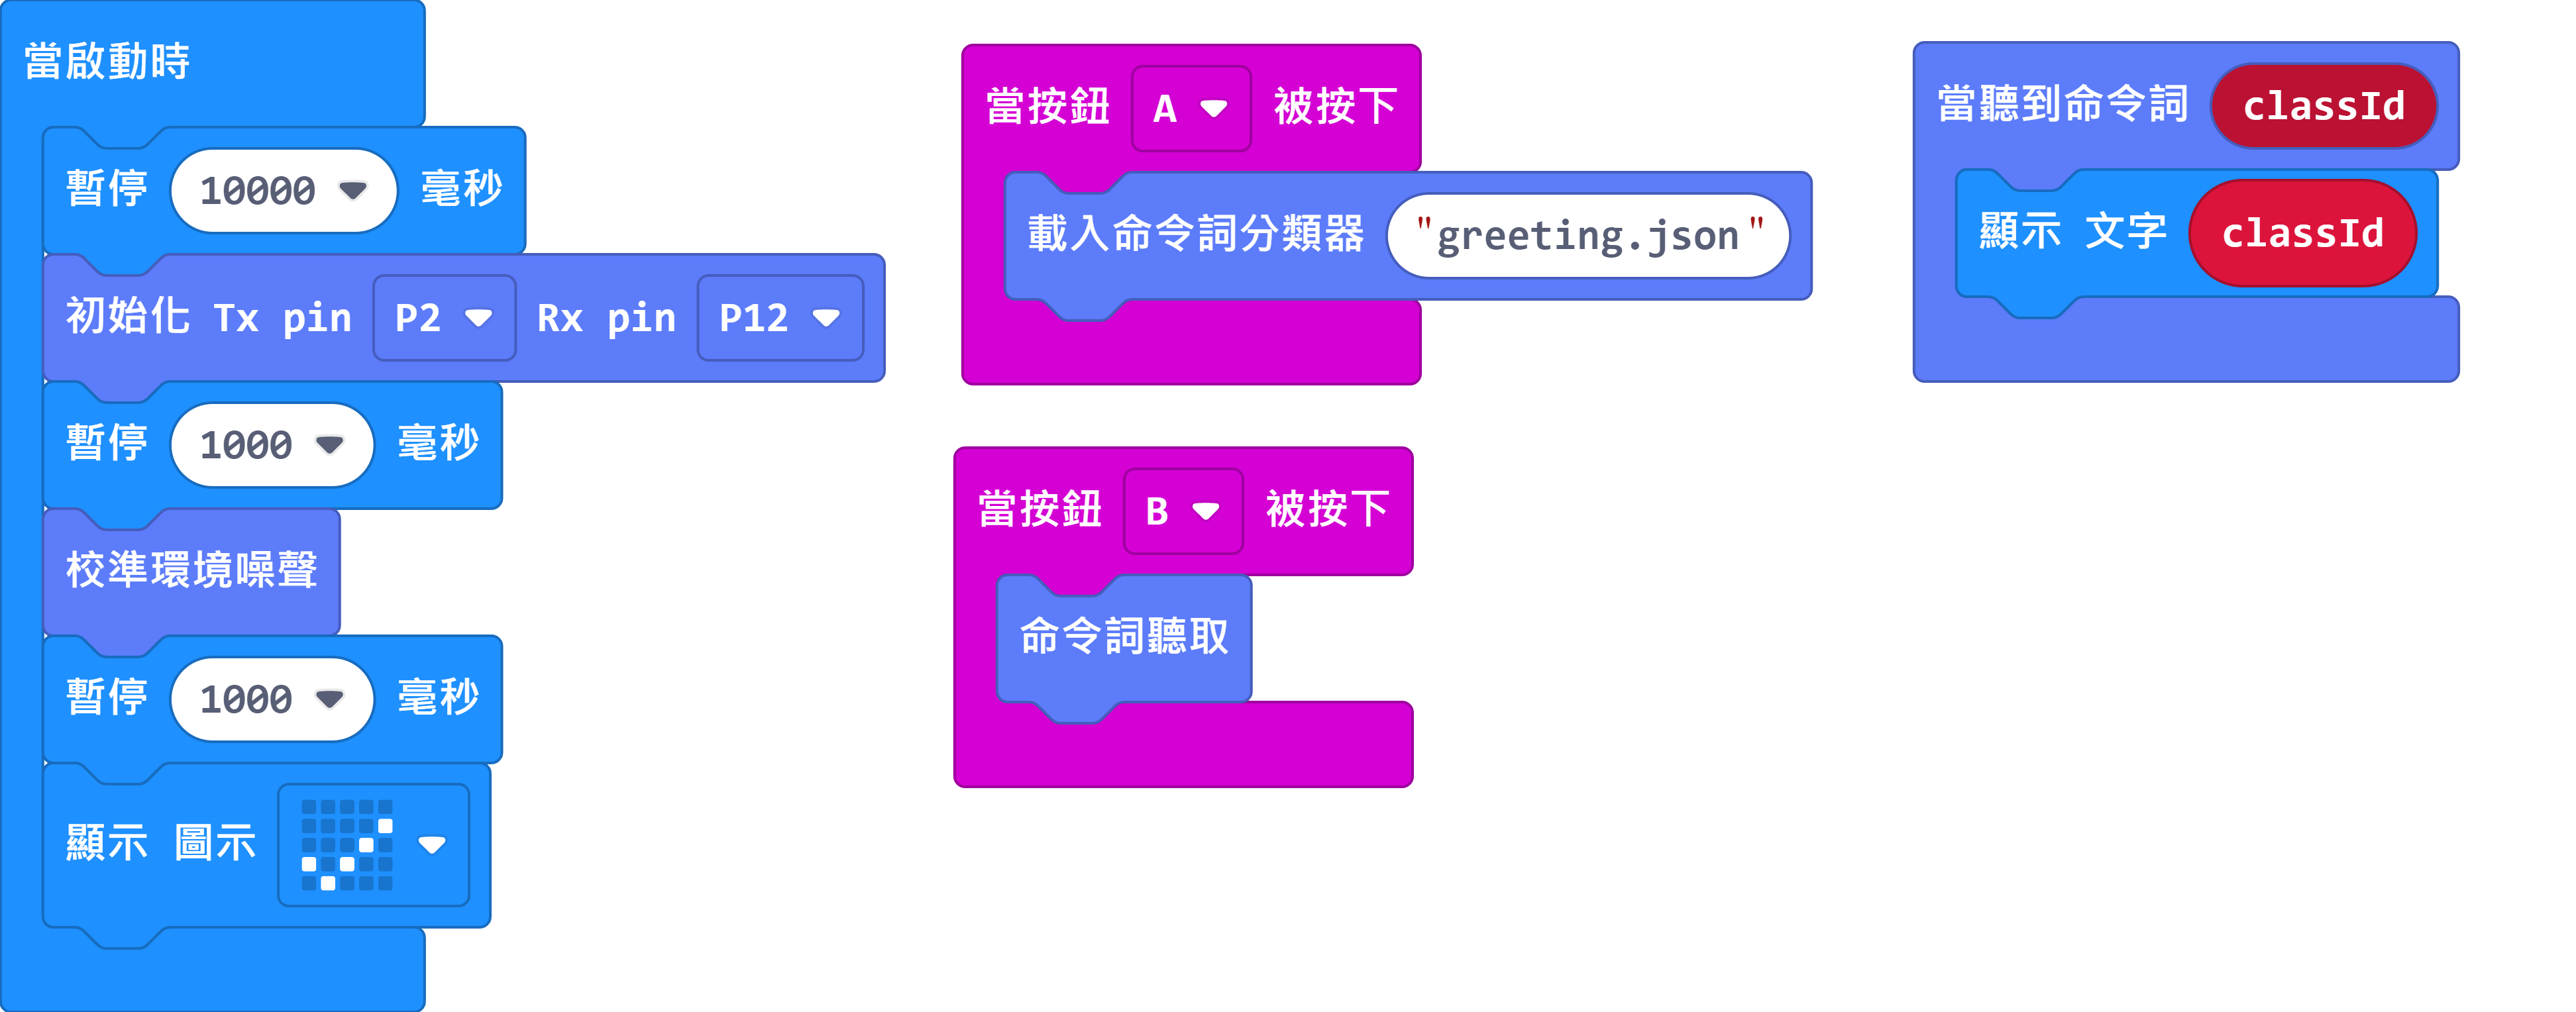 當啟動時
暫停 10000 毫秒
初始化 Tx pin P2 Rx pin P12
暫停 1000 毫秒
校準環境噪聲
暫停 1000 毫秒
顯示 圖示
當按鈕 A 被按下
載入命令詞分類器 "greeting.json"
當按鈕 B 被按下
命令詞聽取
當聽到命令詞 classId
顯示 文字 classId